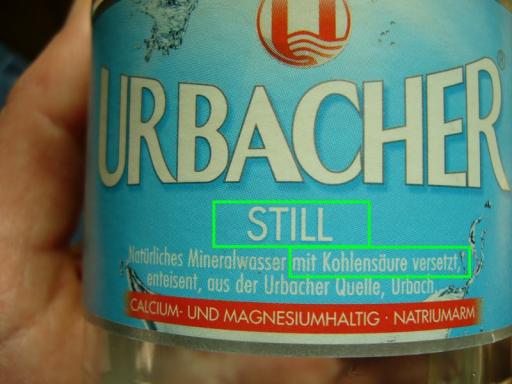 URBACHER®
STILL
Natürliches Mineralwasser mit Kohlensäure versetzt,
enteisent, aus der Urbacher Quelle, Urbach.
CALCIUM- UND MAGNESIUMHALTIG · NATRIUMARM